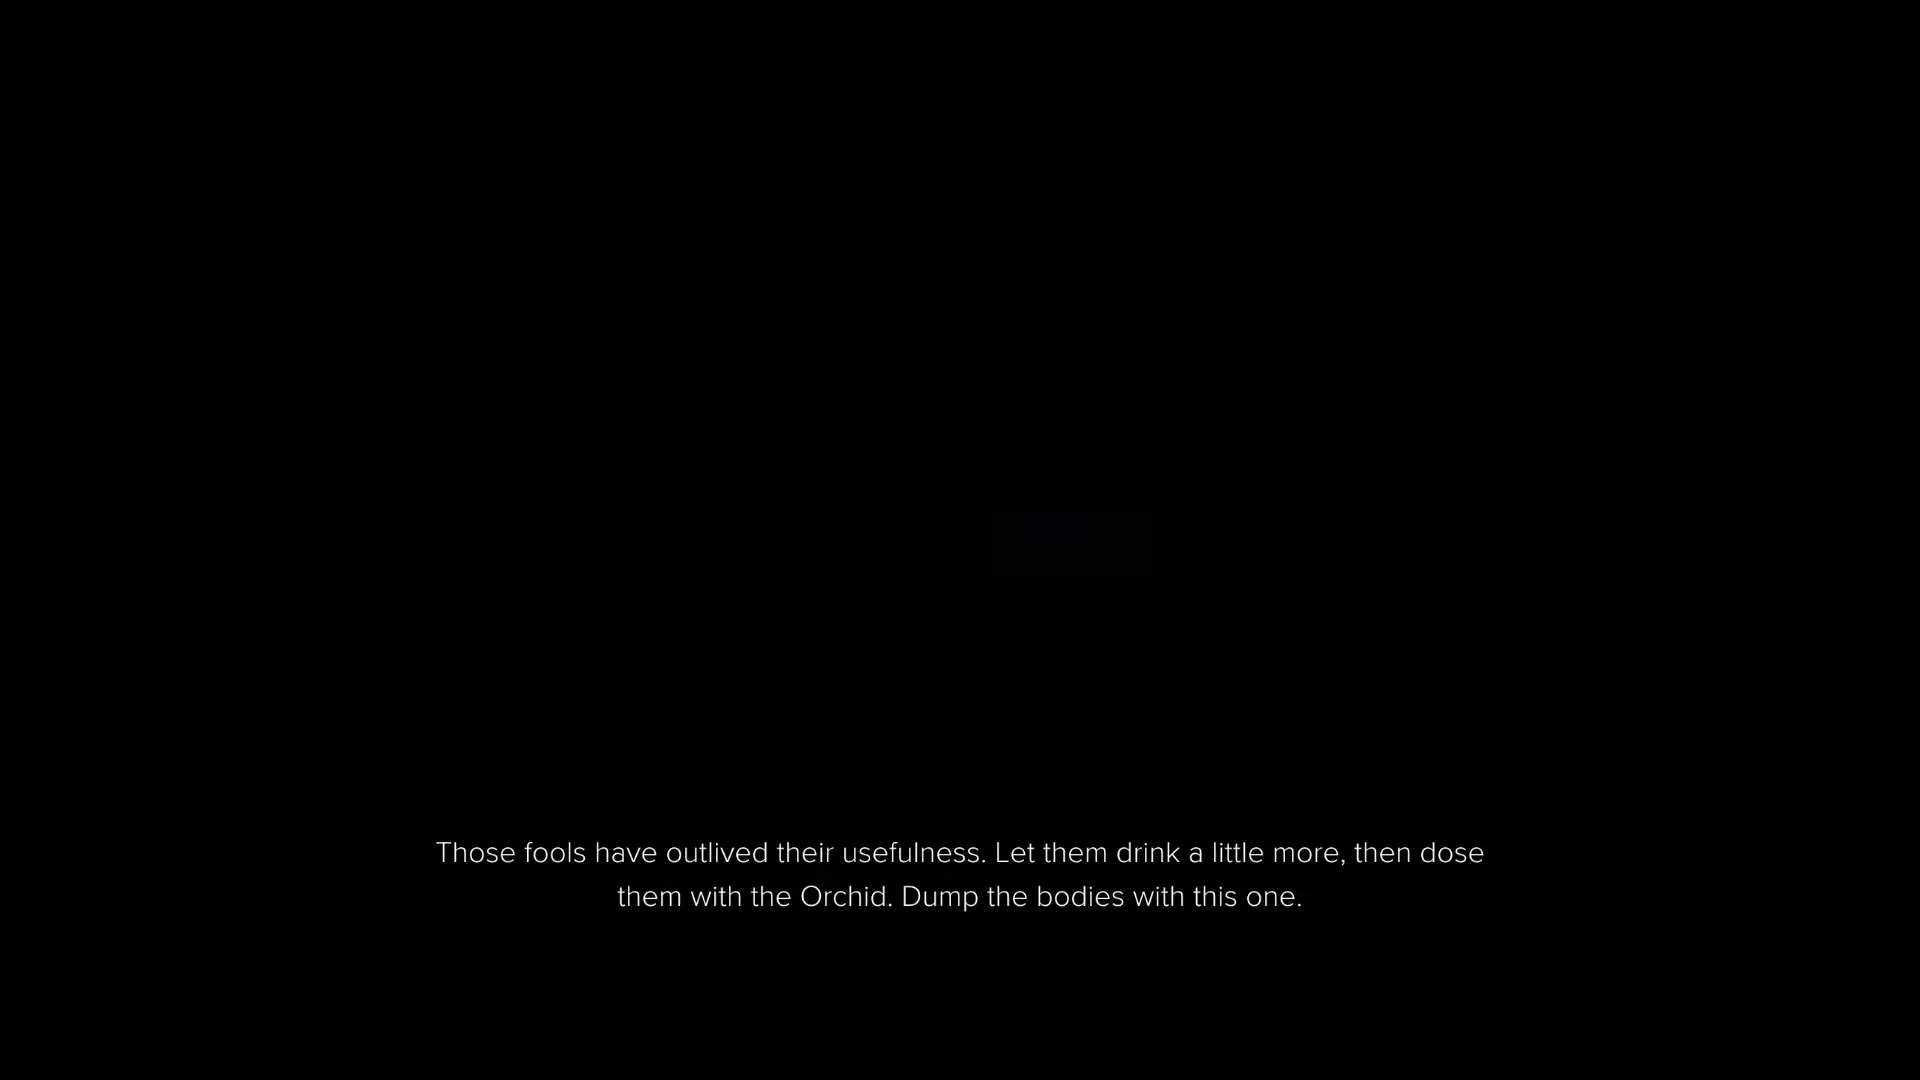 Those fools have outlived their usefulness. Let them drink a little more, then dose
them with the Orchid. Dump the bodies with this one.